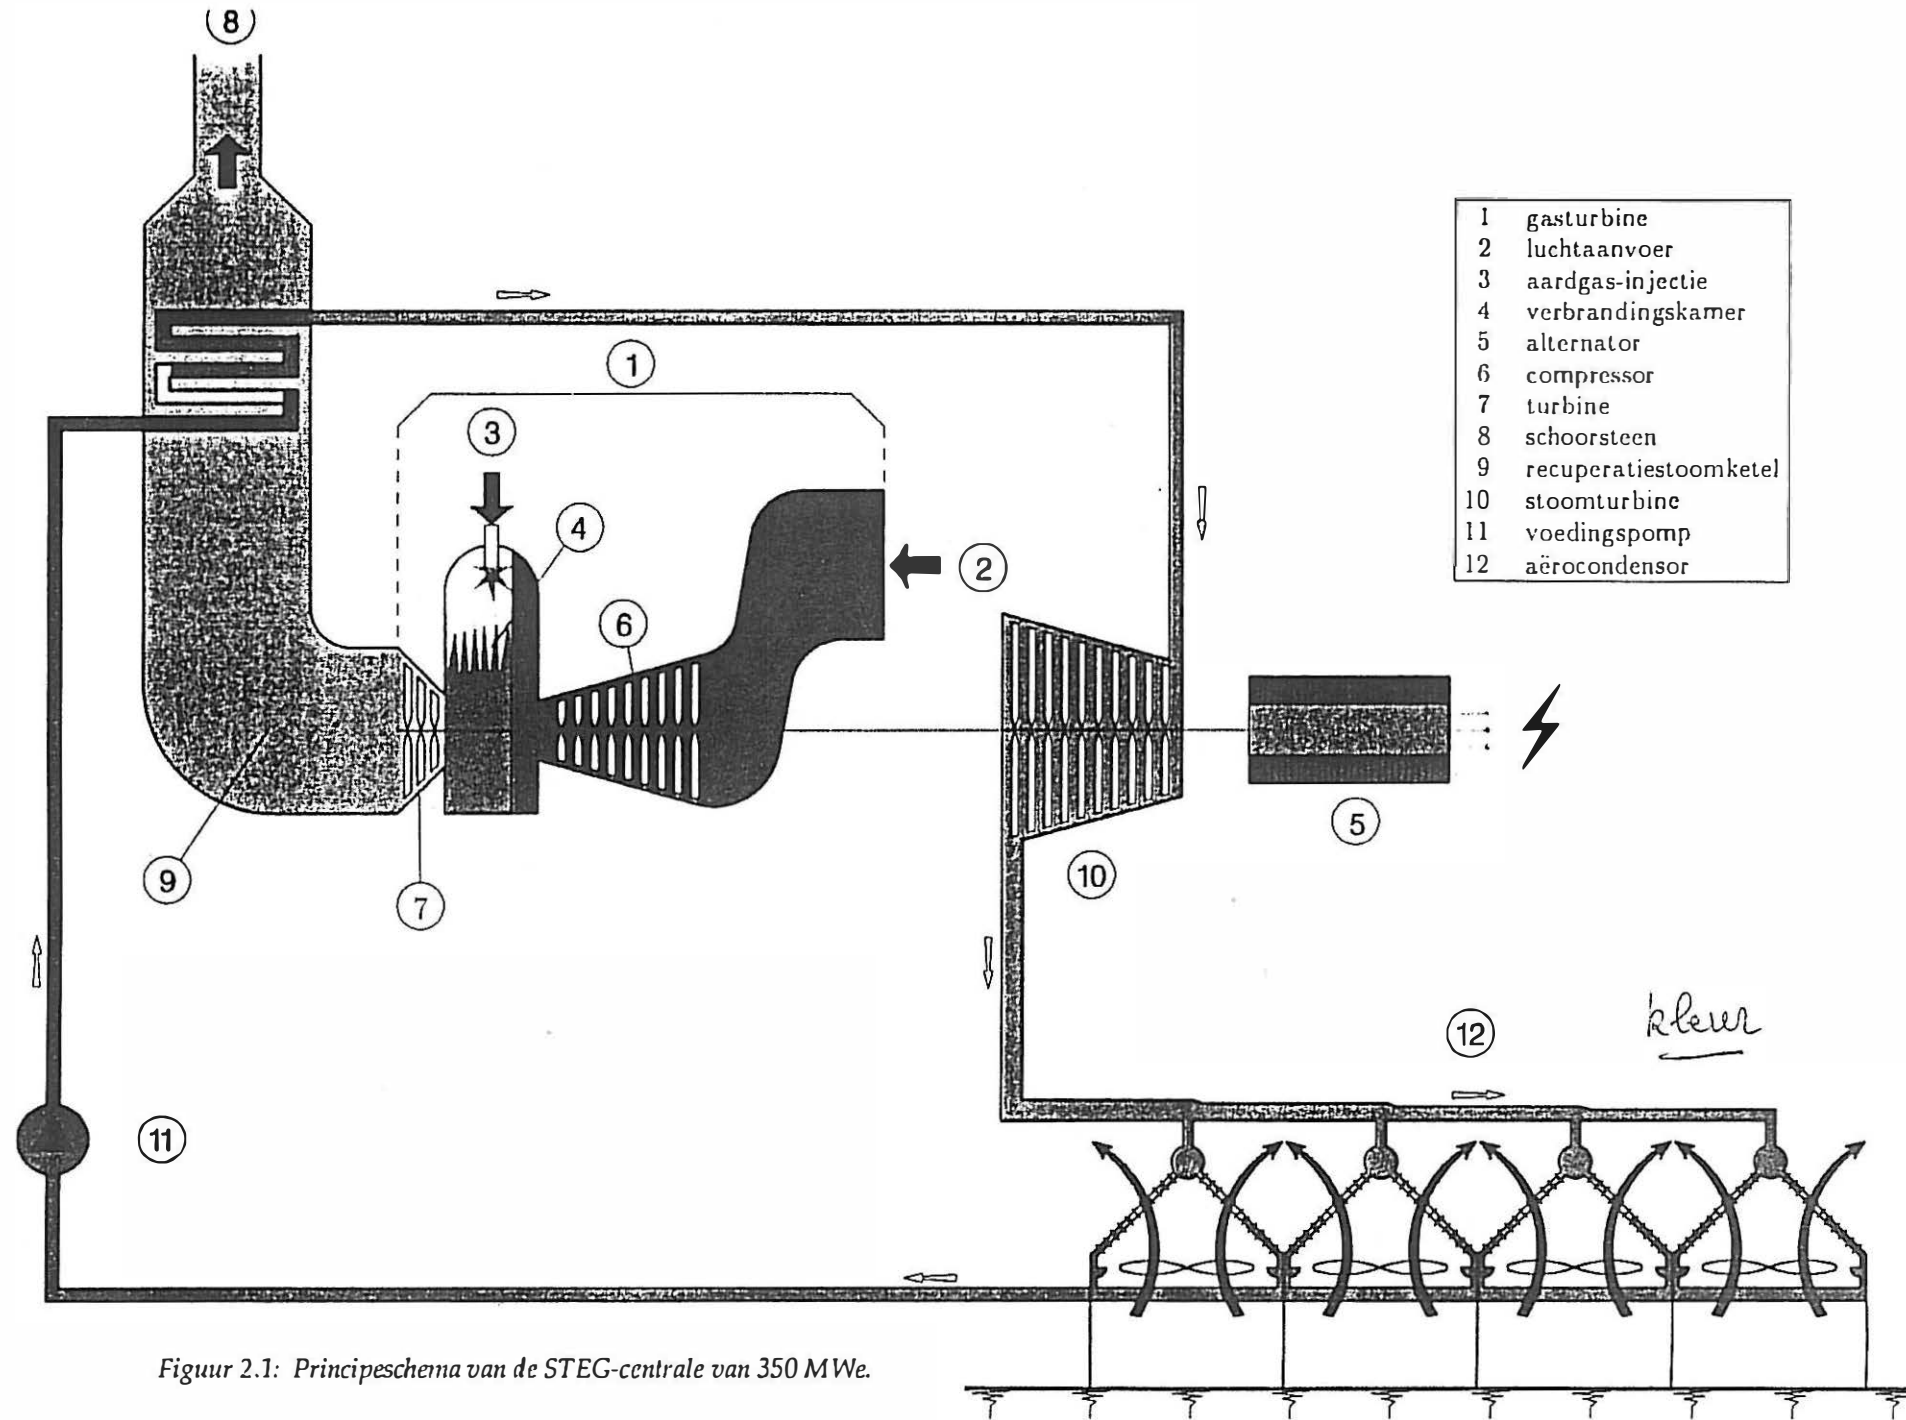 8
1 gasturbine
2 luchtaanvoer
3 aardgas-injectie
4 verbrandingskamer
5 alternator
6 compressor
7 turbine
8 schoorsteen
9 recuperatiestoomketel
10 stoomturbine
11 voedingspomp
12 aërocondensor
1
3
4
2
6
5
9
7
10
12
kleur
11
Figuur 2.1: Principeschema van de STEG-centrale van 350 MWe.